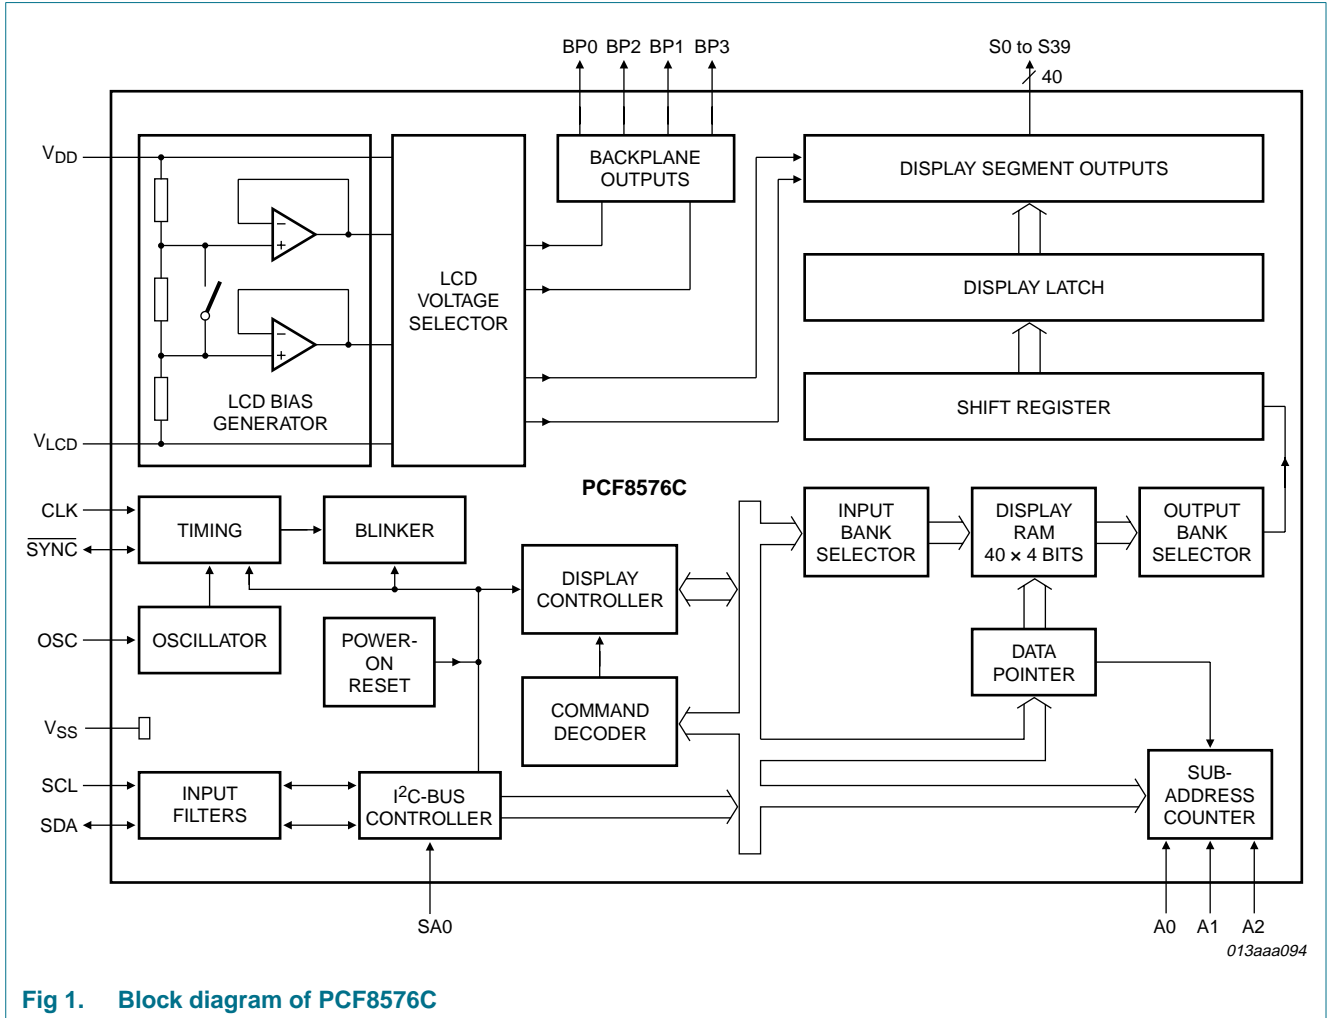 BP0 BP2 BP1 BP3
S0 to S39
40
VDD
BACKPLANE
OUTPUTS
DISPLAY SEGMENT OUTPUTS
−
+
LCD
VOLTAGE
SELECTOR
DISPLAY LATCH
−
+
LCD BIAS
GENERATOR
SHIFT REGISTER
VLCD
PCF8576C
CLK
SYNC
TIMING
BLINKER
INPUT
BANK
SELECTOR
DISPLAY
RAM
40 × 4 BITS
OUTPUT
BANK
SELECTOR
DISPLAY
CONTROLLER
OSC
OSCILLATOR
POWER-
ON
RESET
DATA
POINTER
COMMAND
DECODER
VSS
SCL
SDA
INPUT
FILTERS
I2C-BUS
CONTROLLER
SUB-
ADDRESS
COUNTER
SA0
A0 A1 A2
013aaa094
Fig 1. Block diagram of PCF8576C